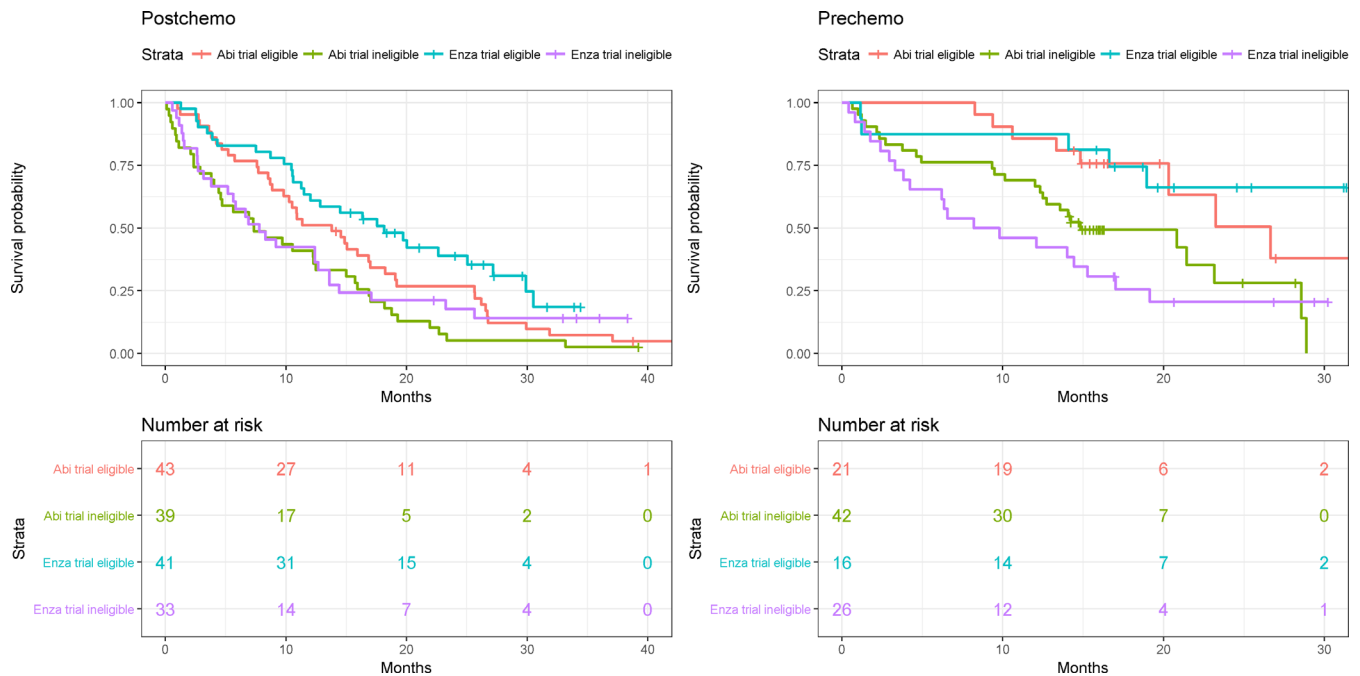 Postchemo
Strata Abi trial eligible Abi trial ineligible Enza trial eligible Enza trial ineligible
1.00
0.75
0.50
0.25
0.00
Survival probability
0 10 20 30 40
Months
Number at risk
Abi trial eligible 43 27 11 4 1
Abi trial ineligible 39 17 5 2 0
Enza trial eligible 41 31 15 4 0
Enza trial ineligible 33 14 7 4 0
Strata
0 10 20 30 40
Months
Prechemo
Strata Abi trial eligible Abi trial ineligible Enza trial eligible Enza trial ineligible
1.00
0.75
0.50
0.25
0.00
Survival probability
0 10 20 30
Months
Number at risk
Abi trial eligible 21 19 6 2
Abi trial ineligible 42 30 7 0
Enza trial eligible 16 14 7 2
Enza trial ineligible 26 12 4 1
Strata
0 10 20 30
Months